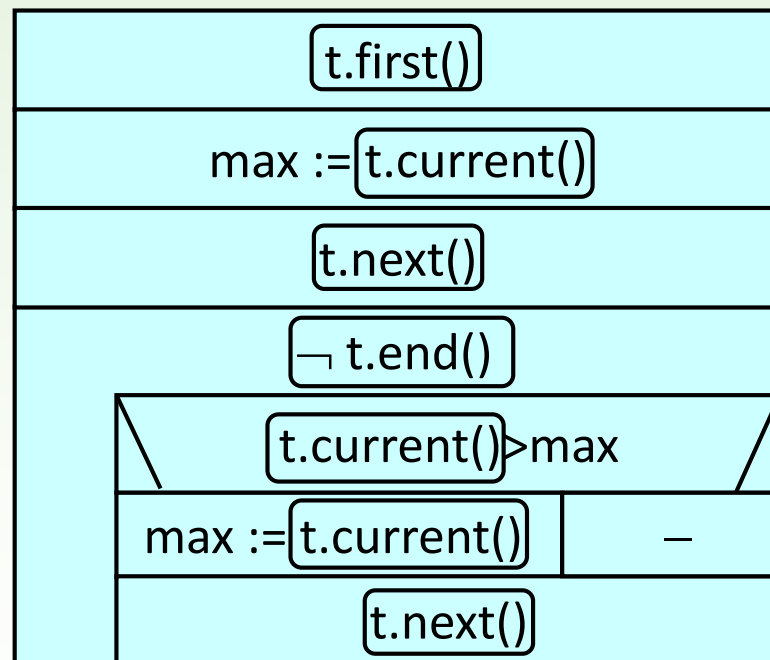 t.first()
max := t.current()
t.next()
¬ t.end()
t.current()>max
max := t.current() –
t.next()